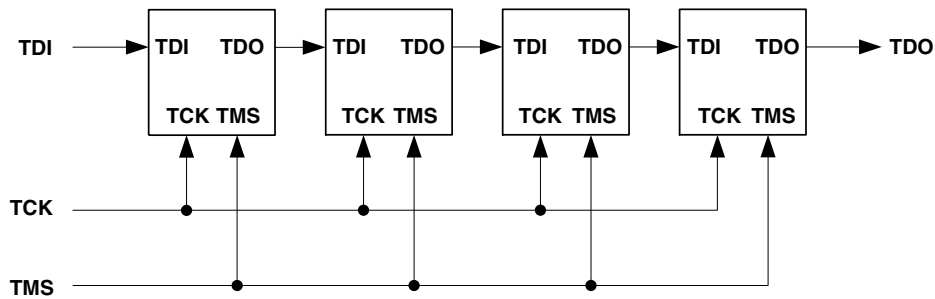 TDI TDI TDO TDI TDO TDI TDO TDI TDO TDO
TCK TMS TCK TMS TCK TMS TCK TMS
TCK
TMS